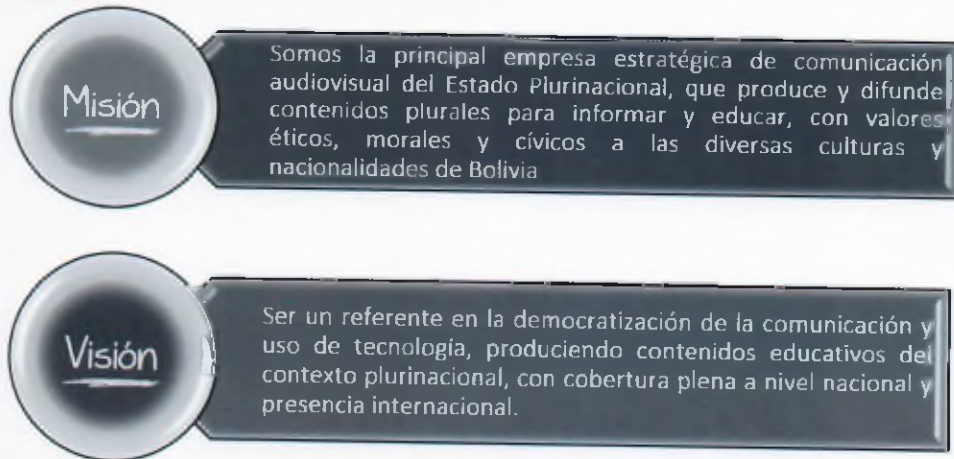 Misión
Somos la principal empresa estratégica de comunicación
audiovisual del Estado Plurinacional, que produce y difunde
contenidos plurales para informar y educar, con valores
éticos, morales y cívicos a las diversas culturas y
nacionalidades de Bolivia
Visión
Ser un referente en la democratización de la comunicación y
uso de tecnología, produciendo contenidos educativos del
contexto plurinacional, con cobertura plena a nivel nacional y
presencia internacional.